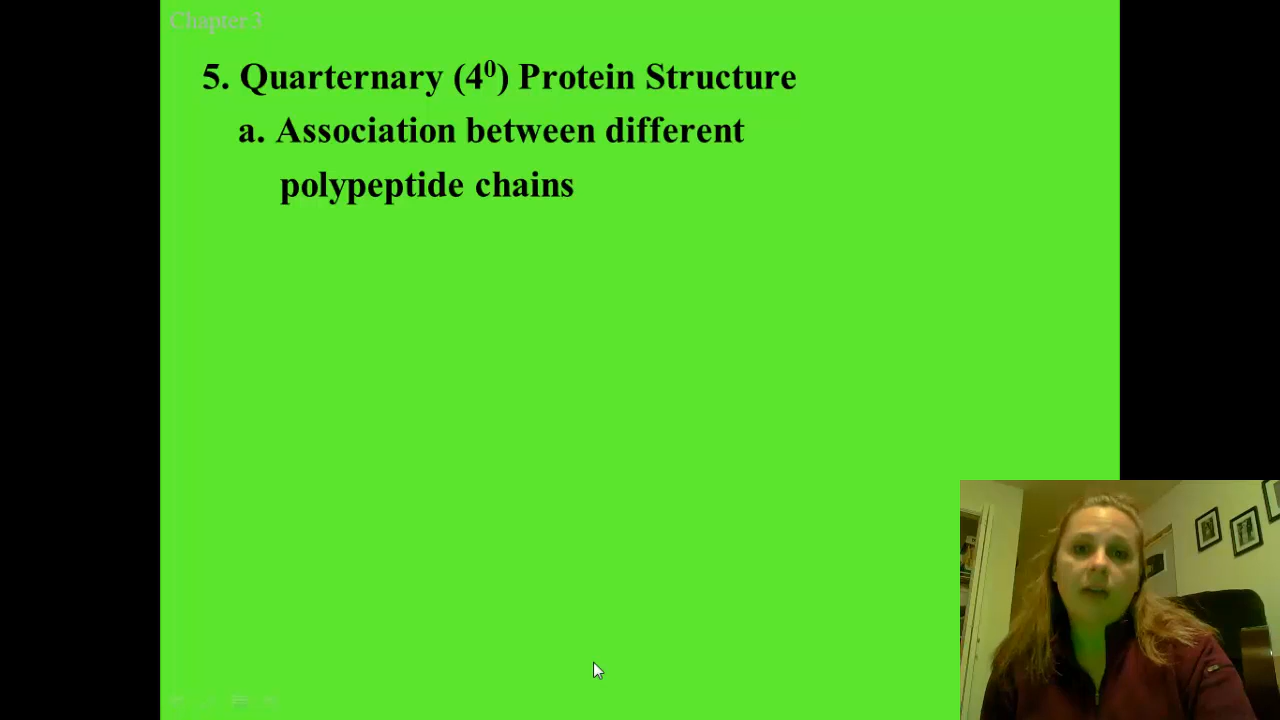 Chapter 3
5. Quarternary (4⁰) Protein Structure
a. Association between different
polypeptide chains